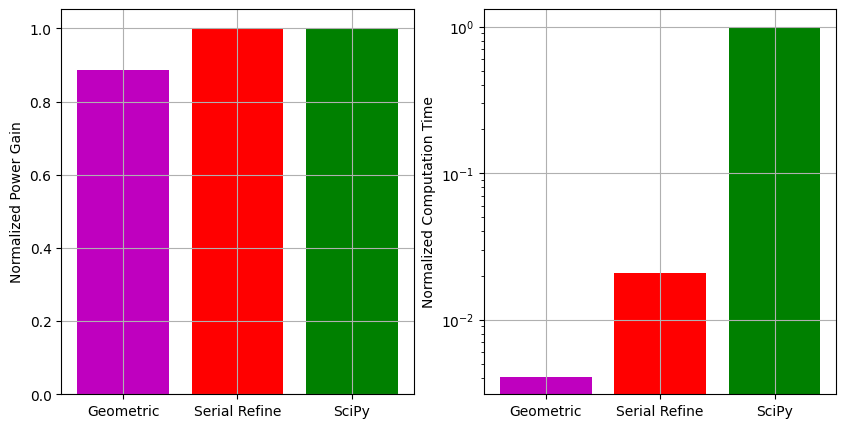 Normalized Power Gain
1.0
0.8
0.6
0.4
0.2
0.0
Geometric Serial Refine SciPy
Normalized Computation Time
10⁰
10⁻¹
10⁻²
Geometric Serial Refine SciPy